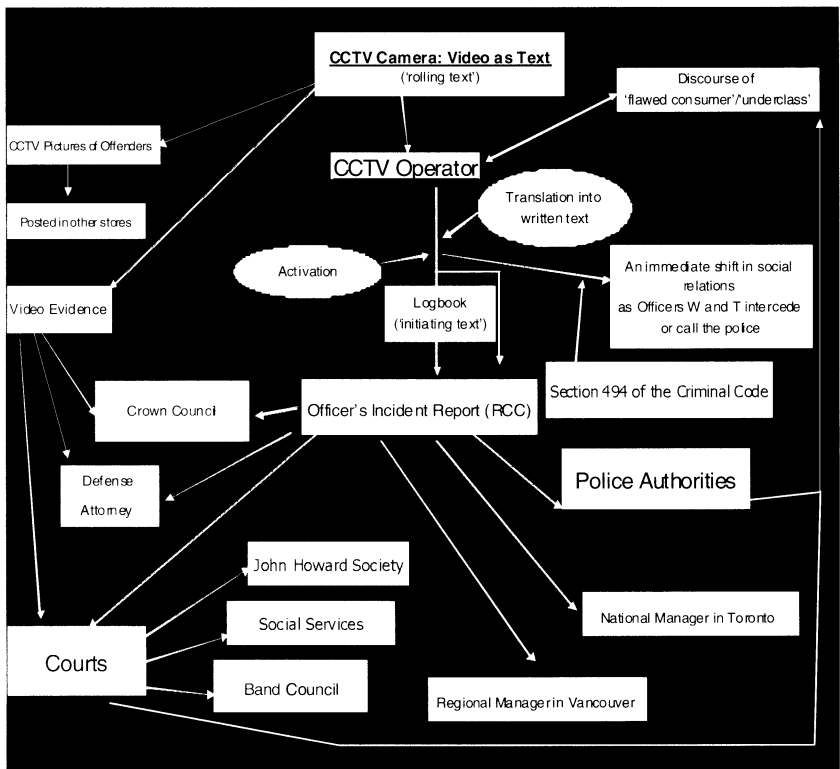 CCTV Camera: Video as Text
('rolling text')
Discourse of
'flawed consumer'/'underclass'
CCTV Pictures of Offenders
CCTV Operator
Posted in other stores
Translation into
written text
Activation
An immediate shift in social
relations
as Officers W and T intercede
or call the police
Video Evidence
Logbook
('initiating text')
Section 494 of the Criminal Code
Crown Council
Officer's Incident Report (RCC)
Defense
Attorney
Police Authorities
John Howard Society
Social Services
National Manager in Toronto
Courts
Band Council
Regional Manager in Vancouver